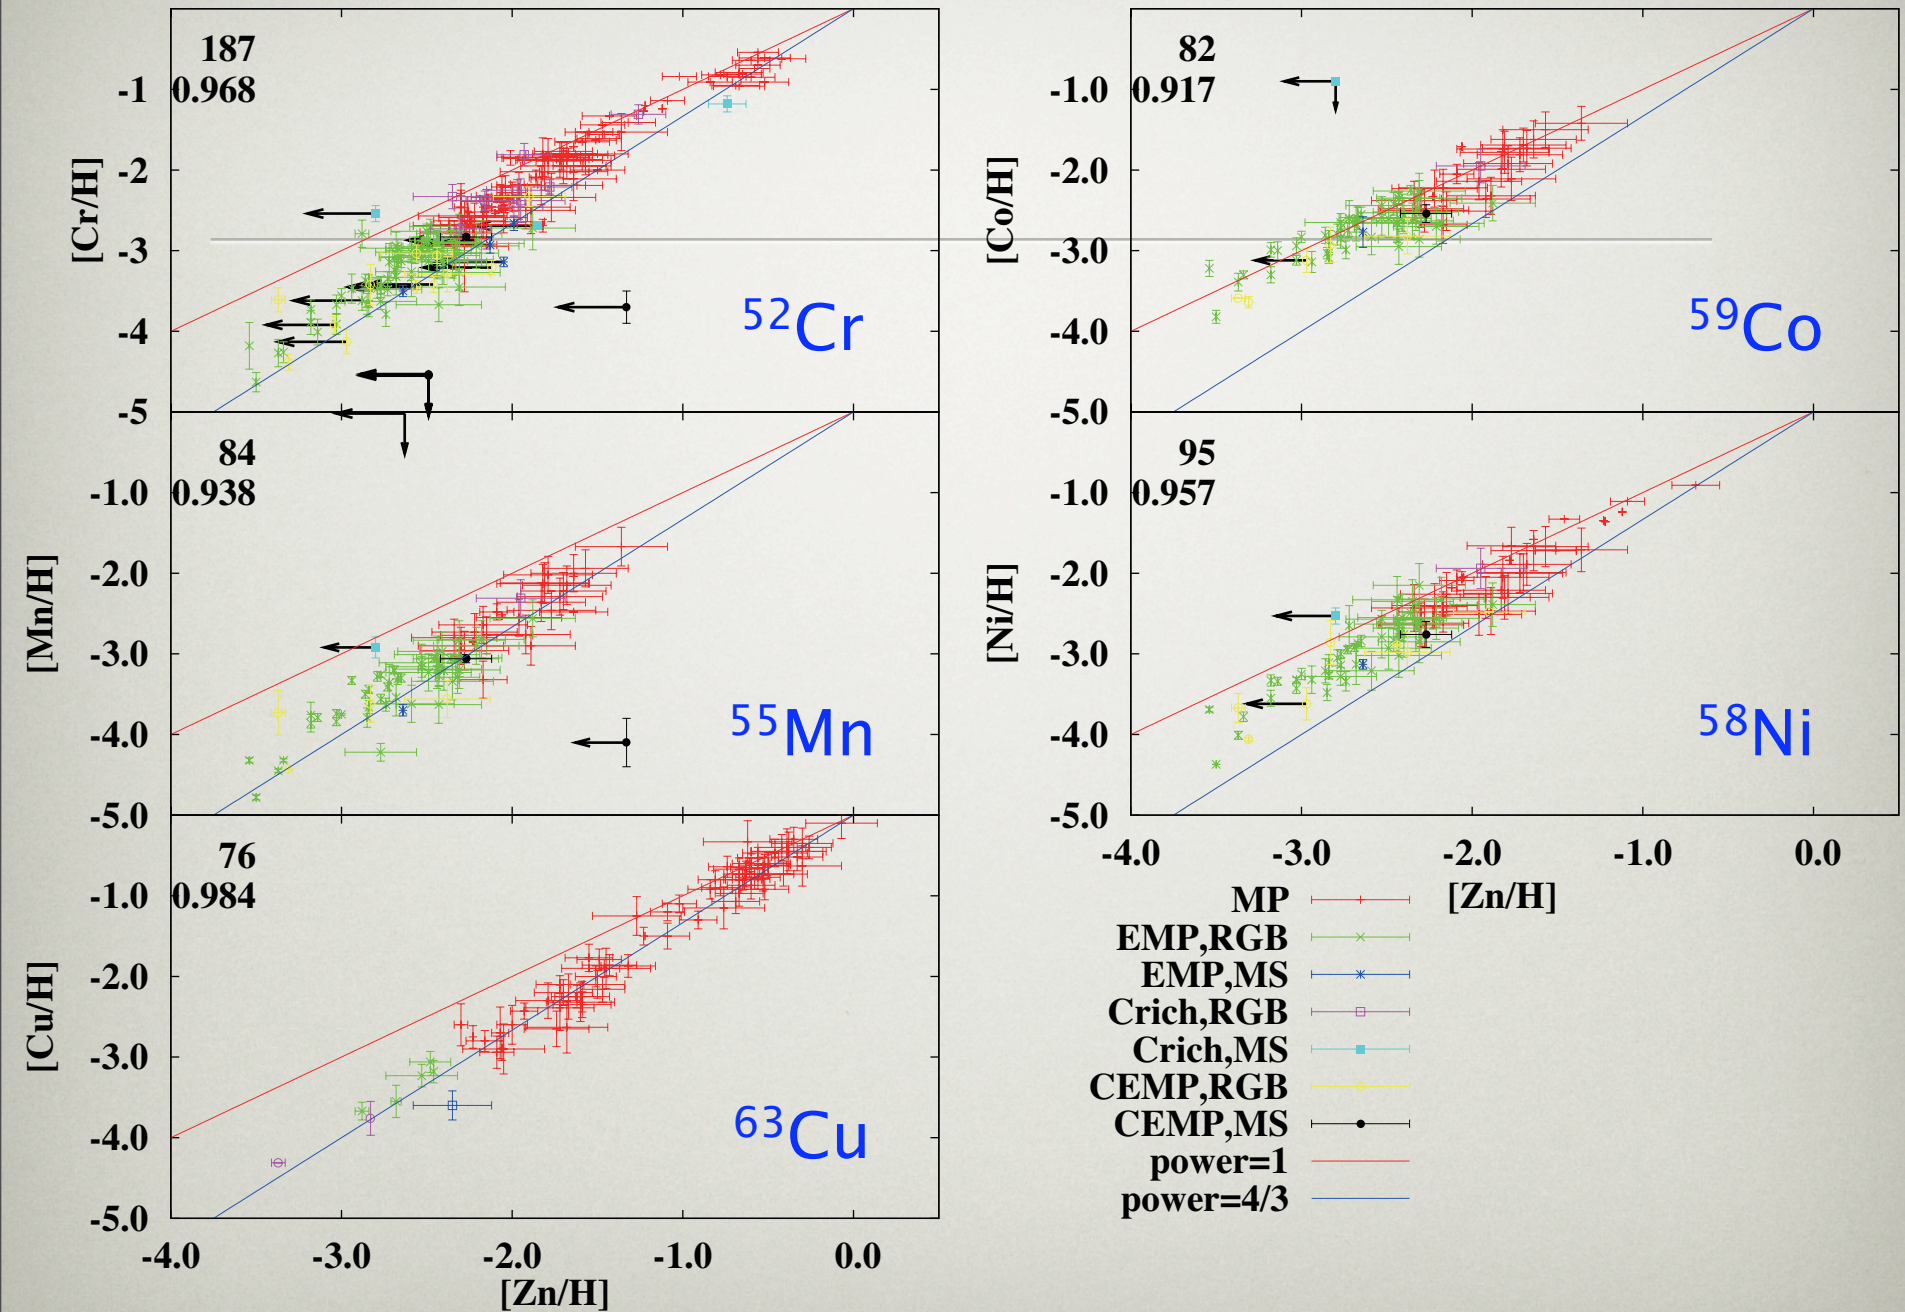 187
0.968
-1
-2
-3.0
-4.0
-5
[Cr/H]
52Cr
82
0.917
-1.0
-2.0
-3.0
-4.0
-5.0
[Co/H]
59Co
84
0.938
-1.0
-2.0
-3.0
-4.0
-5.0
[Mn/H]
55Mn
95
0.957
-1.0
-2.0
-3.0
-4.0
-5.0
[Ni/H]
58Ni
-4.0 -3.0 -2.0 -1.0 0.0
[Zn/H]
76
0.984
-1.0
-2.0
-3.0
-4.0
-5.0
[Cu/H]
63Cu
-4.0 -3.0 -2.0 -1.0 0.0
[Zn/H]
MP
EMP,RGB
EMP,MS
Crich,RGB
Crich,MS
CEMP,RGB
CEMP,MS
power=1
power=4/3